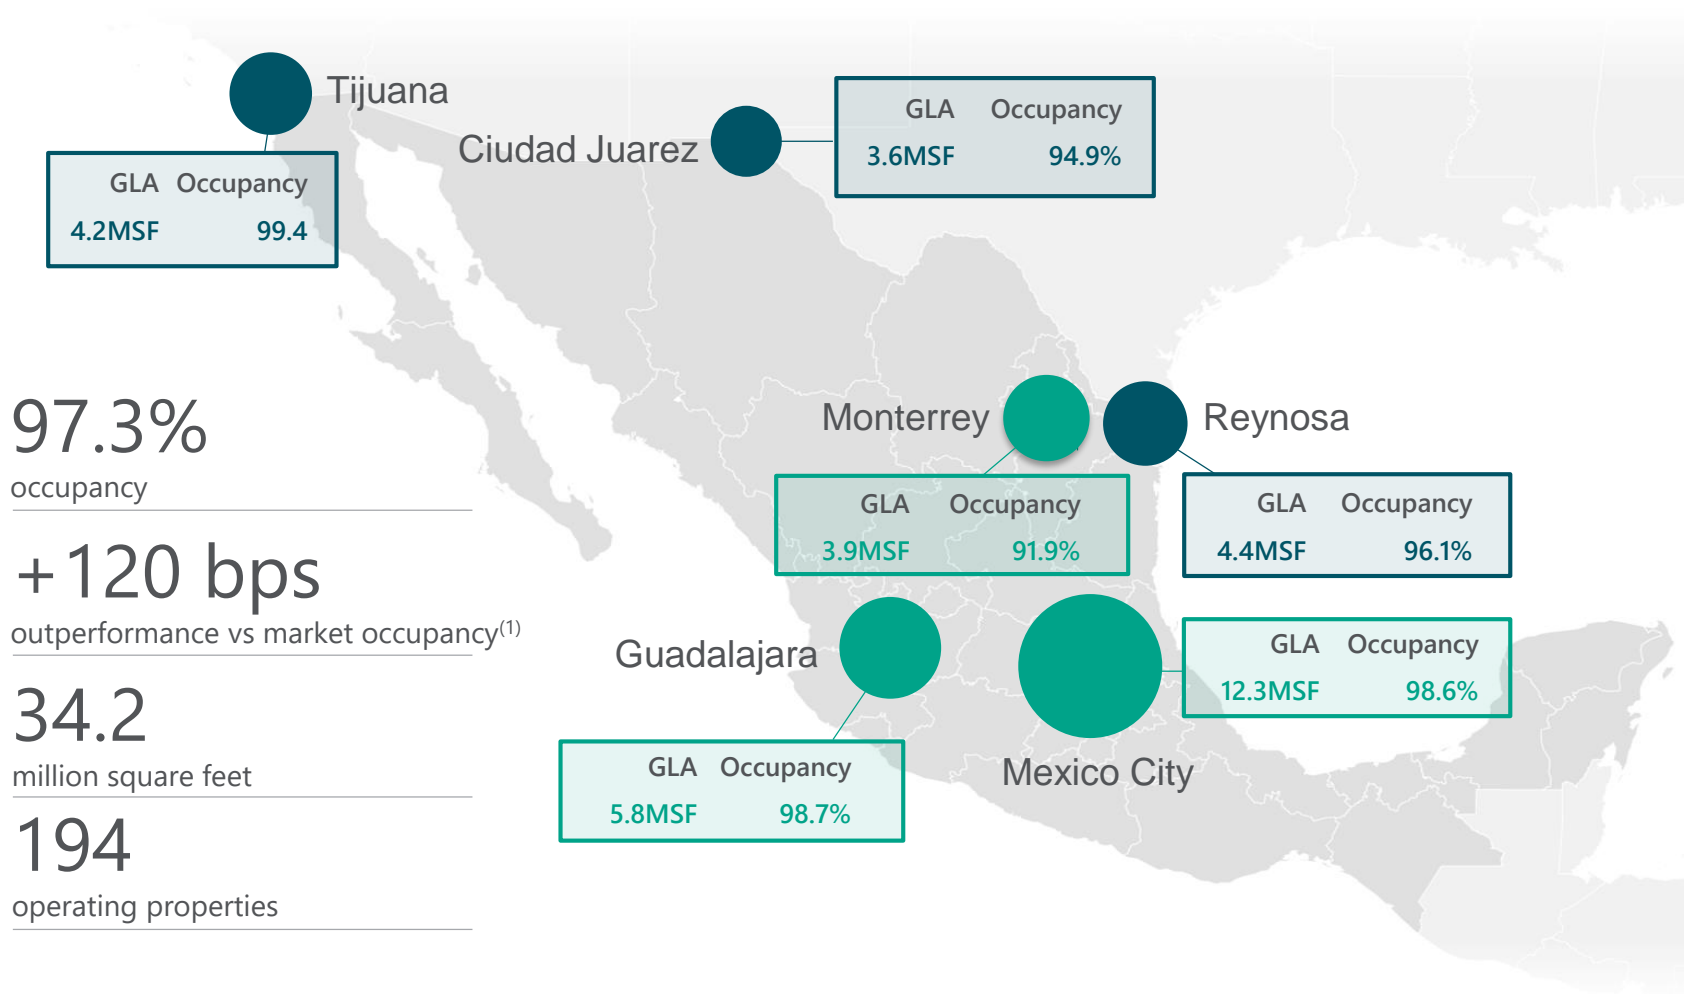 Tijuana
GLA Occupancy
4.2MSF 99.4
Ciudad Juarez
GLA Occupancy
3.6MSF 94.9%
97.3%
occupancy
+120 bps
outperformance vs market occupancy(1)
34.2
million square feet
194
operating properties
Monterrey
GLA Occupancy
3.9MSF 91.9%
Reynosa
GLA Occupancy
4.4MSF 96.1%
Guadalajara
GLA Occupancy
5.8MSF 98.7%
GLA Occupancy
12.3MSF 98.6%
Mexico City